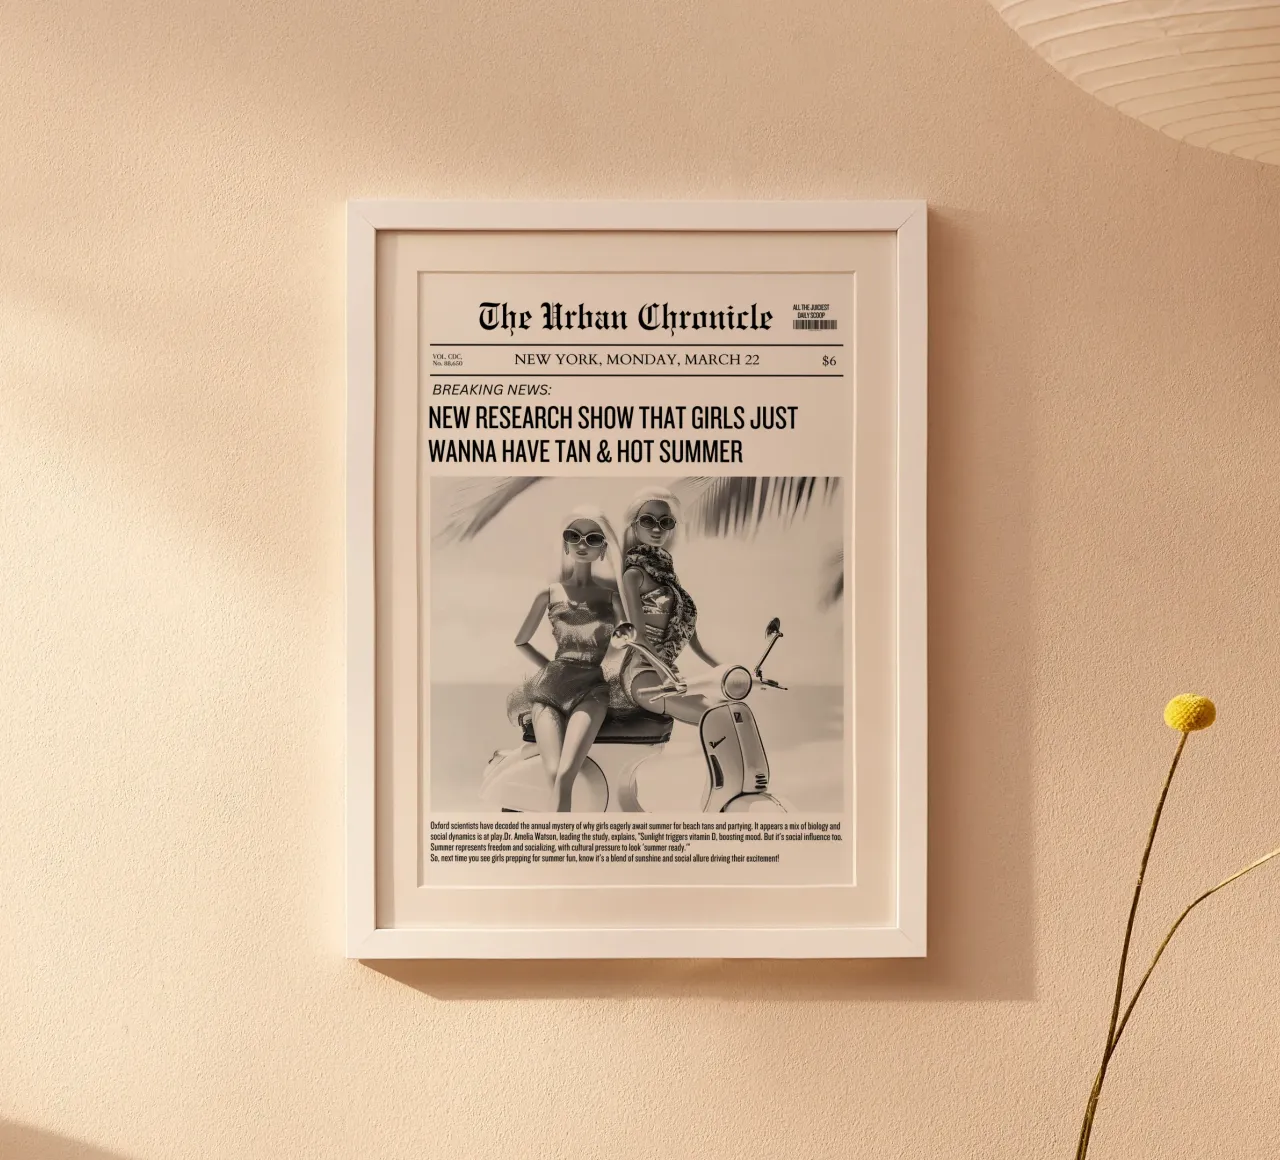 The Urban Chronicle
ALL THE JUICIEST
DAILY SCOOP
VOL. CDC,
No. 88,650
NEW YORK, MONDAY, MARCH 22
$6
BREAKING NEWS:
NEW RESEARCH SHOW THAT GIRLS JUST
WANNA HAVE TAN & HOT SUMMER
Oxford scientists have decoded the annual mystery of why girls eagerly await summer for beach tans and partying. It appears a mix of biology and
social dynamics is at play.Dr. Amelia Watson, leading the study, explains, "Sunlight triggers vitamin D, boosting mood. But it's social influence too.
Summer represents freedom and socializing, with cultural pressure to look 'summer ready.'"
So, next time you see girls prepping for summer fun, know it's a blend of sunshine and social allure driving their excitement!